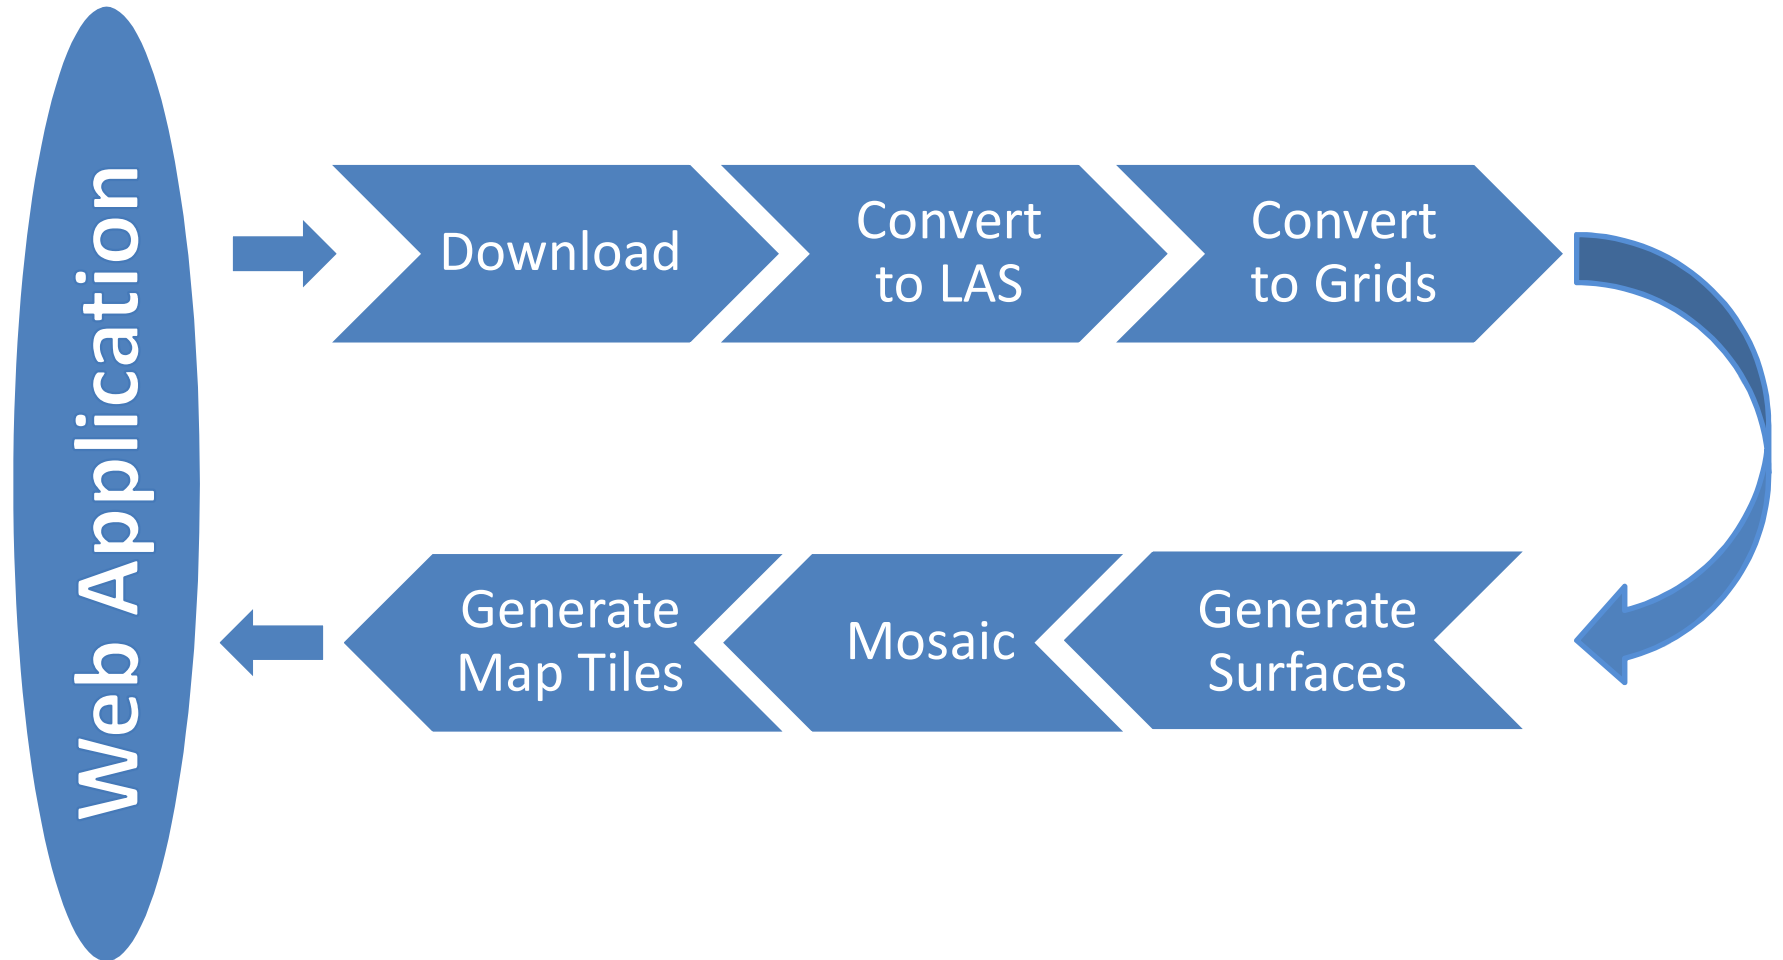 Web Application
Download
Convert
to LAS
Convert
to Grids
Generate
Surfaces
Mosaic
Generate
Map Tiles